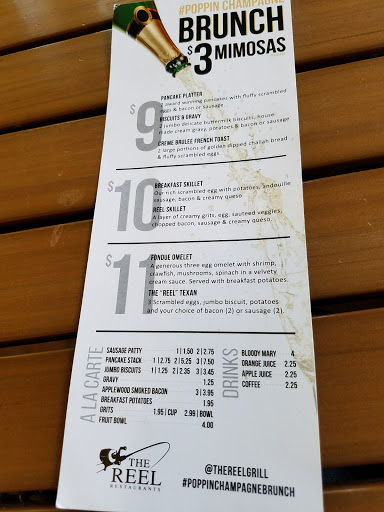 #POPPIN CHAMPAGNE
BRUNCH
$3 MIMOSAS
$9
PANCAKE PLATTER
2 award winning pancakes with fluffy scrambled
eggs & bacon or sausage
BISCUITS & GRAVY
2 jumbo delicate buttermilk biscuits, house
made cream gravy, potatoes & bacon or sausage
CREME BRULEE FRENCH TOAST
2 large portions of golden dipped challah bread
& fluffy scrambled eggs.
$10
BREAKFAST SKILLET
Our rich scrambled egg with potatoes, andouille
sausage, bacon & creamy queso
REEL SKILLET
A layer of creamy grits, egg, sauteed veggies,
chopped bacon, sausage & creamy queso.
$11
FONDUE OMELET
A generous three egg omelet with shrimp,
crawfish, mushrooms, spinach in a velvety
cream sauce. Served with breakfast potatoes.
THE "REEL" TEXAN
3 Scrambled eggs, jumbo biscuit, potatoes
and your choice of bacon (2) or sausage (2).
A LA CARTE
SAUSAGE PATTY 1|1.50 2|2.75
PANCAKE STACK 1|2.75 2|5.25 3|7.50
JUMBO BISCUITS 1|1.25 2|2.35 3|3.45
GRAVY 1.25
APPLEWOOD SMOKED BACON 3|3.95
BREAKFAST POTATOES 1.95
GRITS 1.95|CUP 2.99|BOWL
FRUIT BOWL 4.00
DRINKS
BLOODY MARY 4
ORANGE JUICE 2.25
APPLE JUICE 2.25
COFFEE 2.25
THE
REEL
RESTAURANTS
@THEREELGRILL
#POPPINCHAMPAGNEBRUNCH